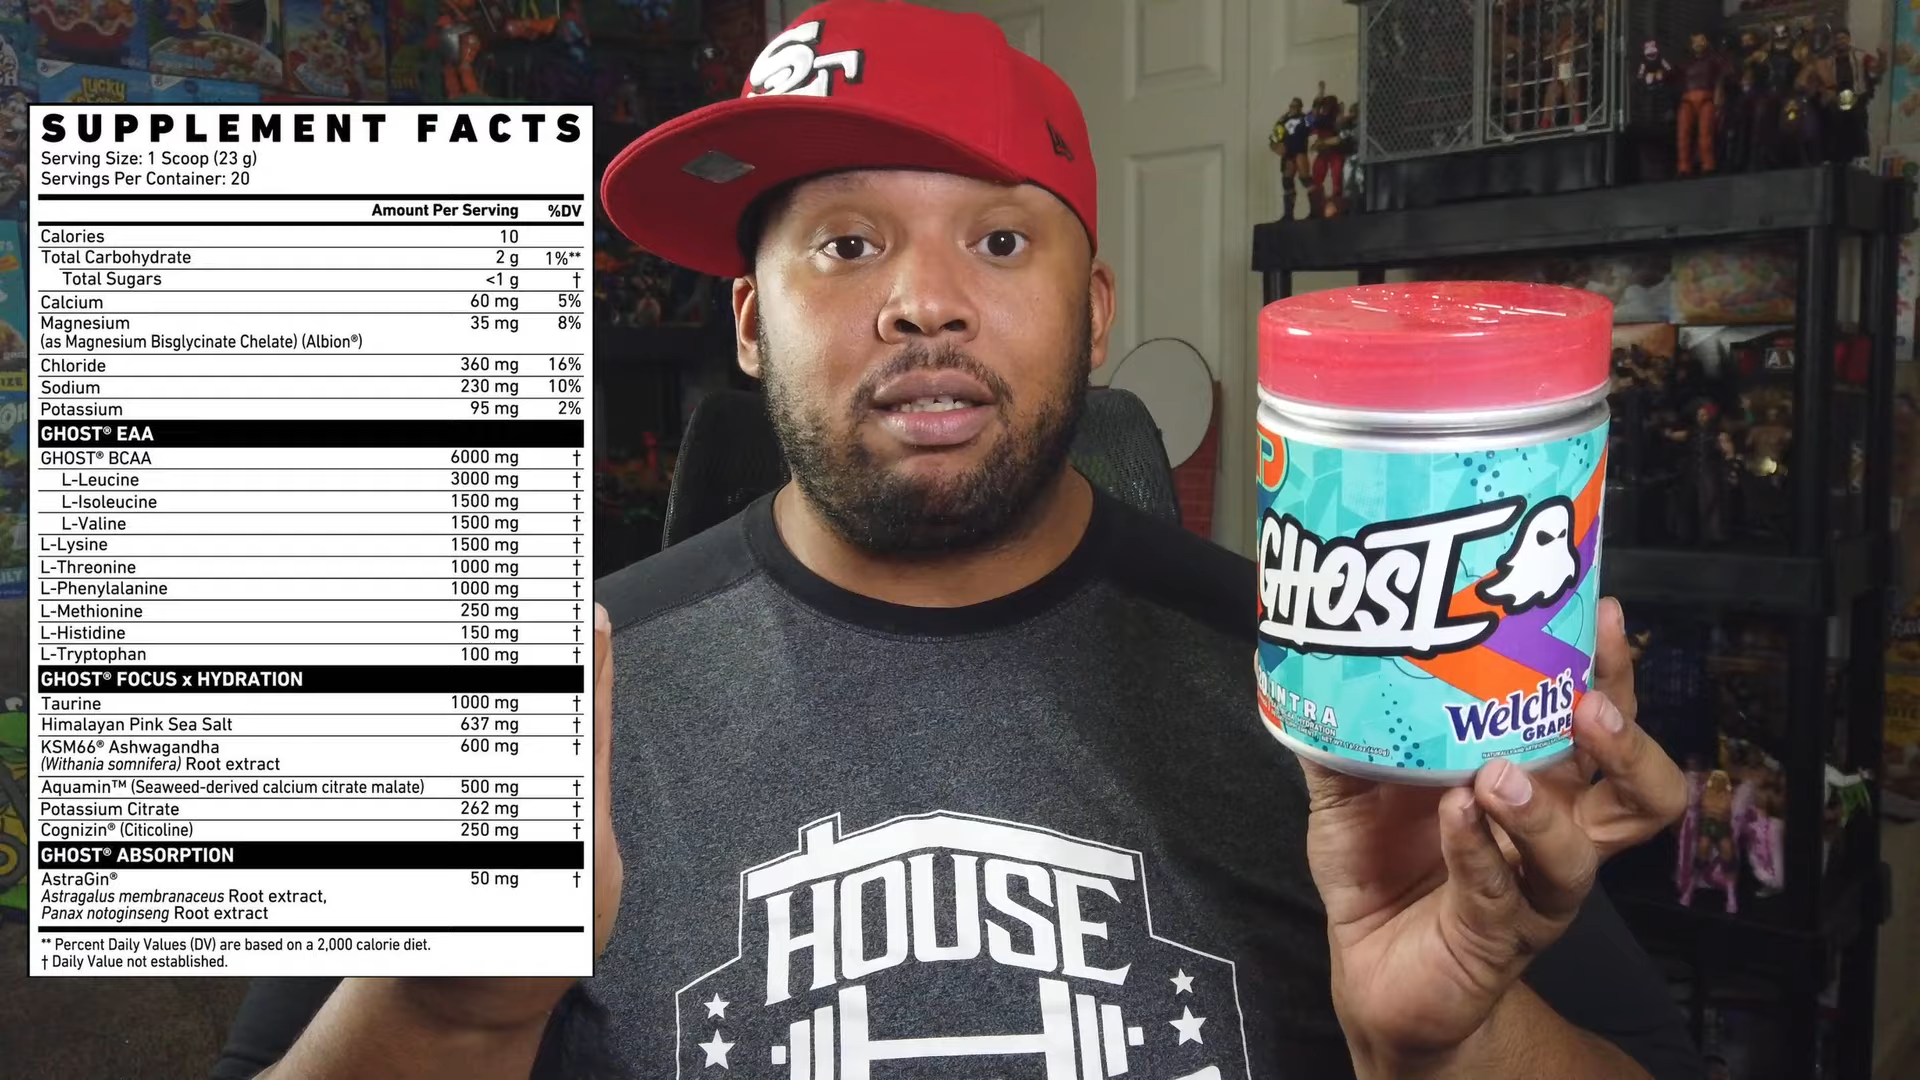 LUCKY
SUPPLEMENT FACTS
Serving Size: 1 Scoop (23 g)
Servings Per Container: 20
Amount Per Serving %DV
Calories 10
Total Carbohydrate 2 g 1%**
Total Sugars <1 g †
Calcium 60 mg 5%
Magnesium 35 mg 8%
(as Magnesium Bisglycinate Chelate) (Albion®)
Chloride 360 mg 16%
Sodium 230 mg 10%
Potassium 95 mg 2%
GHOST® EAA
GHOST® BCAA 6000 mg †
L-Leucine 3000 mg †
L-Isoleucine 1500 mg †
L-Valine 1500 mg †
L-Lysine 1500 mg †
L-Threonine 1000 mg †
L-Phenylalanine 1000 mg †
L-Methionine 250 mg †
L-Histidine 150 mg †
L-Tryptophan 100 mg †
GHOST® FOCUS x HYDRATION
Taurine 1000 mg †
Himalayan Pink Sea Salt 637 mg †
KSM66® Ashwagandha 600 mg †
(Withania somnifera) Root extract
Aquamin™ (Seaweed-derived calcium citrate malate) 500 mg †
Potassium Citrate 262 mg †
Cognizin® (Citicoline) 250 mg †
GHOST® ABSORPTION
AstraGin® 50 mg †
Astragalus membranaceus Root extract,
Panax notoginseng Root extract
** Percent Daily Values (DV) are based on a 2,000 calorie diet.
† Daily Value not established.
ST
GHOST
INTRA
Welch's
GRAPE
HOUSE